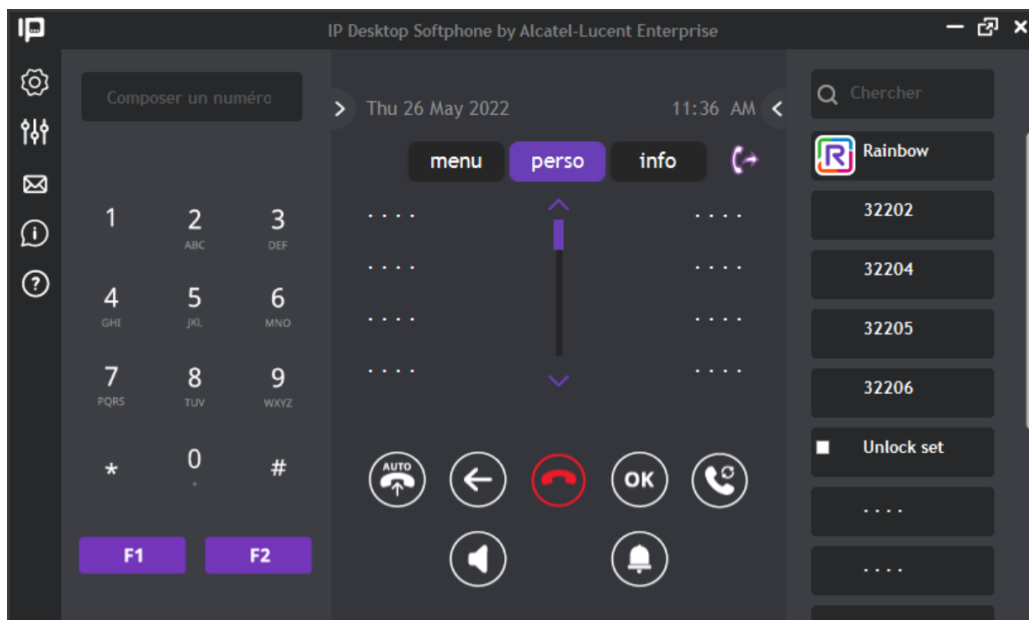 IP
IP Desktop Softphone by Alcatel-Lucent Enterprise
Composer un numéro
1
2
ABC
3
DEF
4
GHI
5
JKL
6
MNO
7
PQRS
8
TUV
9
WXYZ
*
0
+
#
F1
F2
Thu 26 May 2022
11:36 AM
menu
perso
info
. . . .
. . . .
. . . .
. . . .
. . . .
. . . .
. . . .
. . . .
AUTO
OK
Chercher
R
Rainbow
32202
32204
32205
32206
Unlock set
. . . .
. . . .